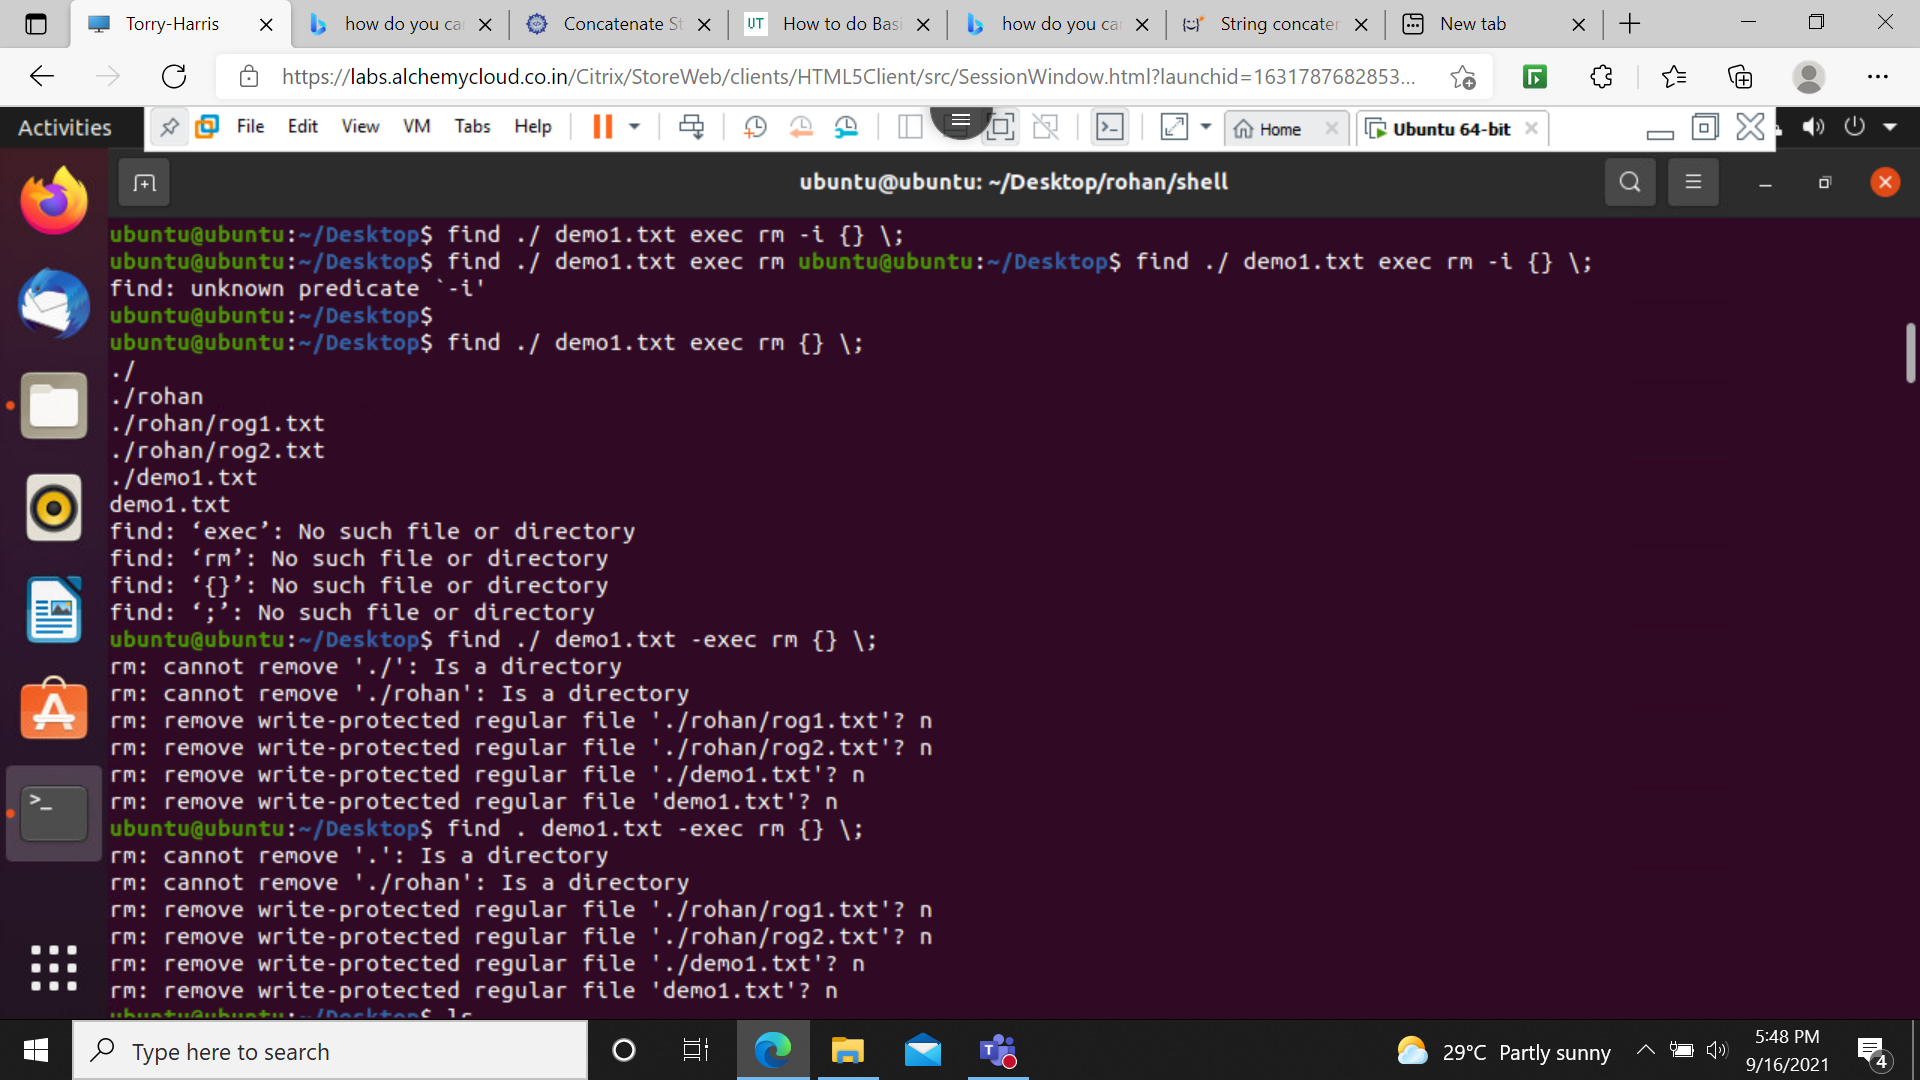 Torry-Harris
how do you ca
Concatenate St
How to do Basi
how do you ca
String concater
New tab
https://labs.alchemycloud.co.in/Citrix/StoreWeb/clients/HTML5Client/src/SessionWindow.html?launchid=1631787682853...
Activities
File Edit View VM Tabs Help
Home
Ubuntu 64-bit
ubuntu@ubuntu: ~/Desktop/rohan/shell
ubuntu@ubuntu:~/Desktop$ find ./ demo1.txt exec rm -i {} \;
ubuntu@ubuntu:~/Desktop$ find ./ demo1.txt exec rm ubuntu@ubuntu:~/Desktop$ find ./ demo1.txt exec rm -i {} \;
find: unknown predicate `-i'
ubuntu@ubuntu:~/Desktop$
ubuntu@ubuntu:~/Desktop$ find ./ demo1.txt exec rm {} \;
./
./rohan
./rohan/rog1.txt
./rohan/rog2.txt
./demo1.txt
demo1.txt
find: ‘exec’: No such file or directory
find: ‘rm’: No such file or directory
find: ‘{}’: No such file or directory
find: ‘;’: No such file or directory
ubuntu@ubuntu:~/Desktop$ find ./ demo1.txt -exec rm {} \;
rm: cannot remove './': Is a directory
rm: cannot remove './rohan': Is a directory
rm: remove write-protected regular file './rohan/rog1.txt'? n
rm: remove write-protected regular file './rohan/rog2.txt'? n
rm: remove write-protected regular file './demo1.txt'? n
rm: remove write-protected regular file 'demo1.txt'? n
ubuntu@ubuntu:~/Desktop$ find . demo1.txt -exec rm {} \;
rm: cannot remove '.': Is a directory
rm: cannot remove './rohan': Is a directory
rm: remove write-protected regular file './rohan/rog1.txt'? n
rm: remove write-protected regular file './rohan/rog2.txt'? n
rm: remove write-protected regular file './demo1.txt'? n
rm: remove write-protected regular file 'demo1.txt'? n
ubuntu@ubuntu:~/Desktop$ ls
Type here to search
29°C Partly sunny
5:48 PM
9/16/2021
4